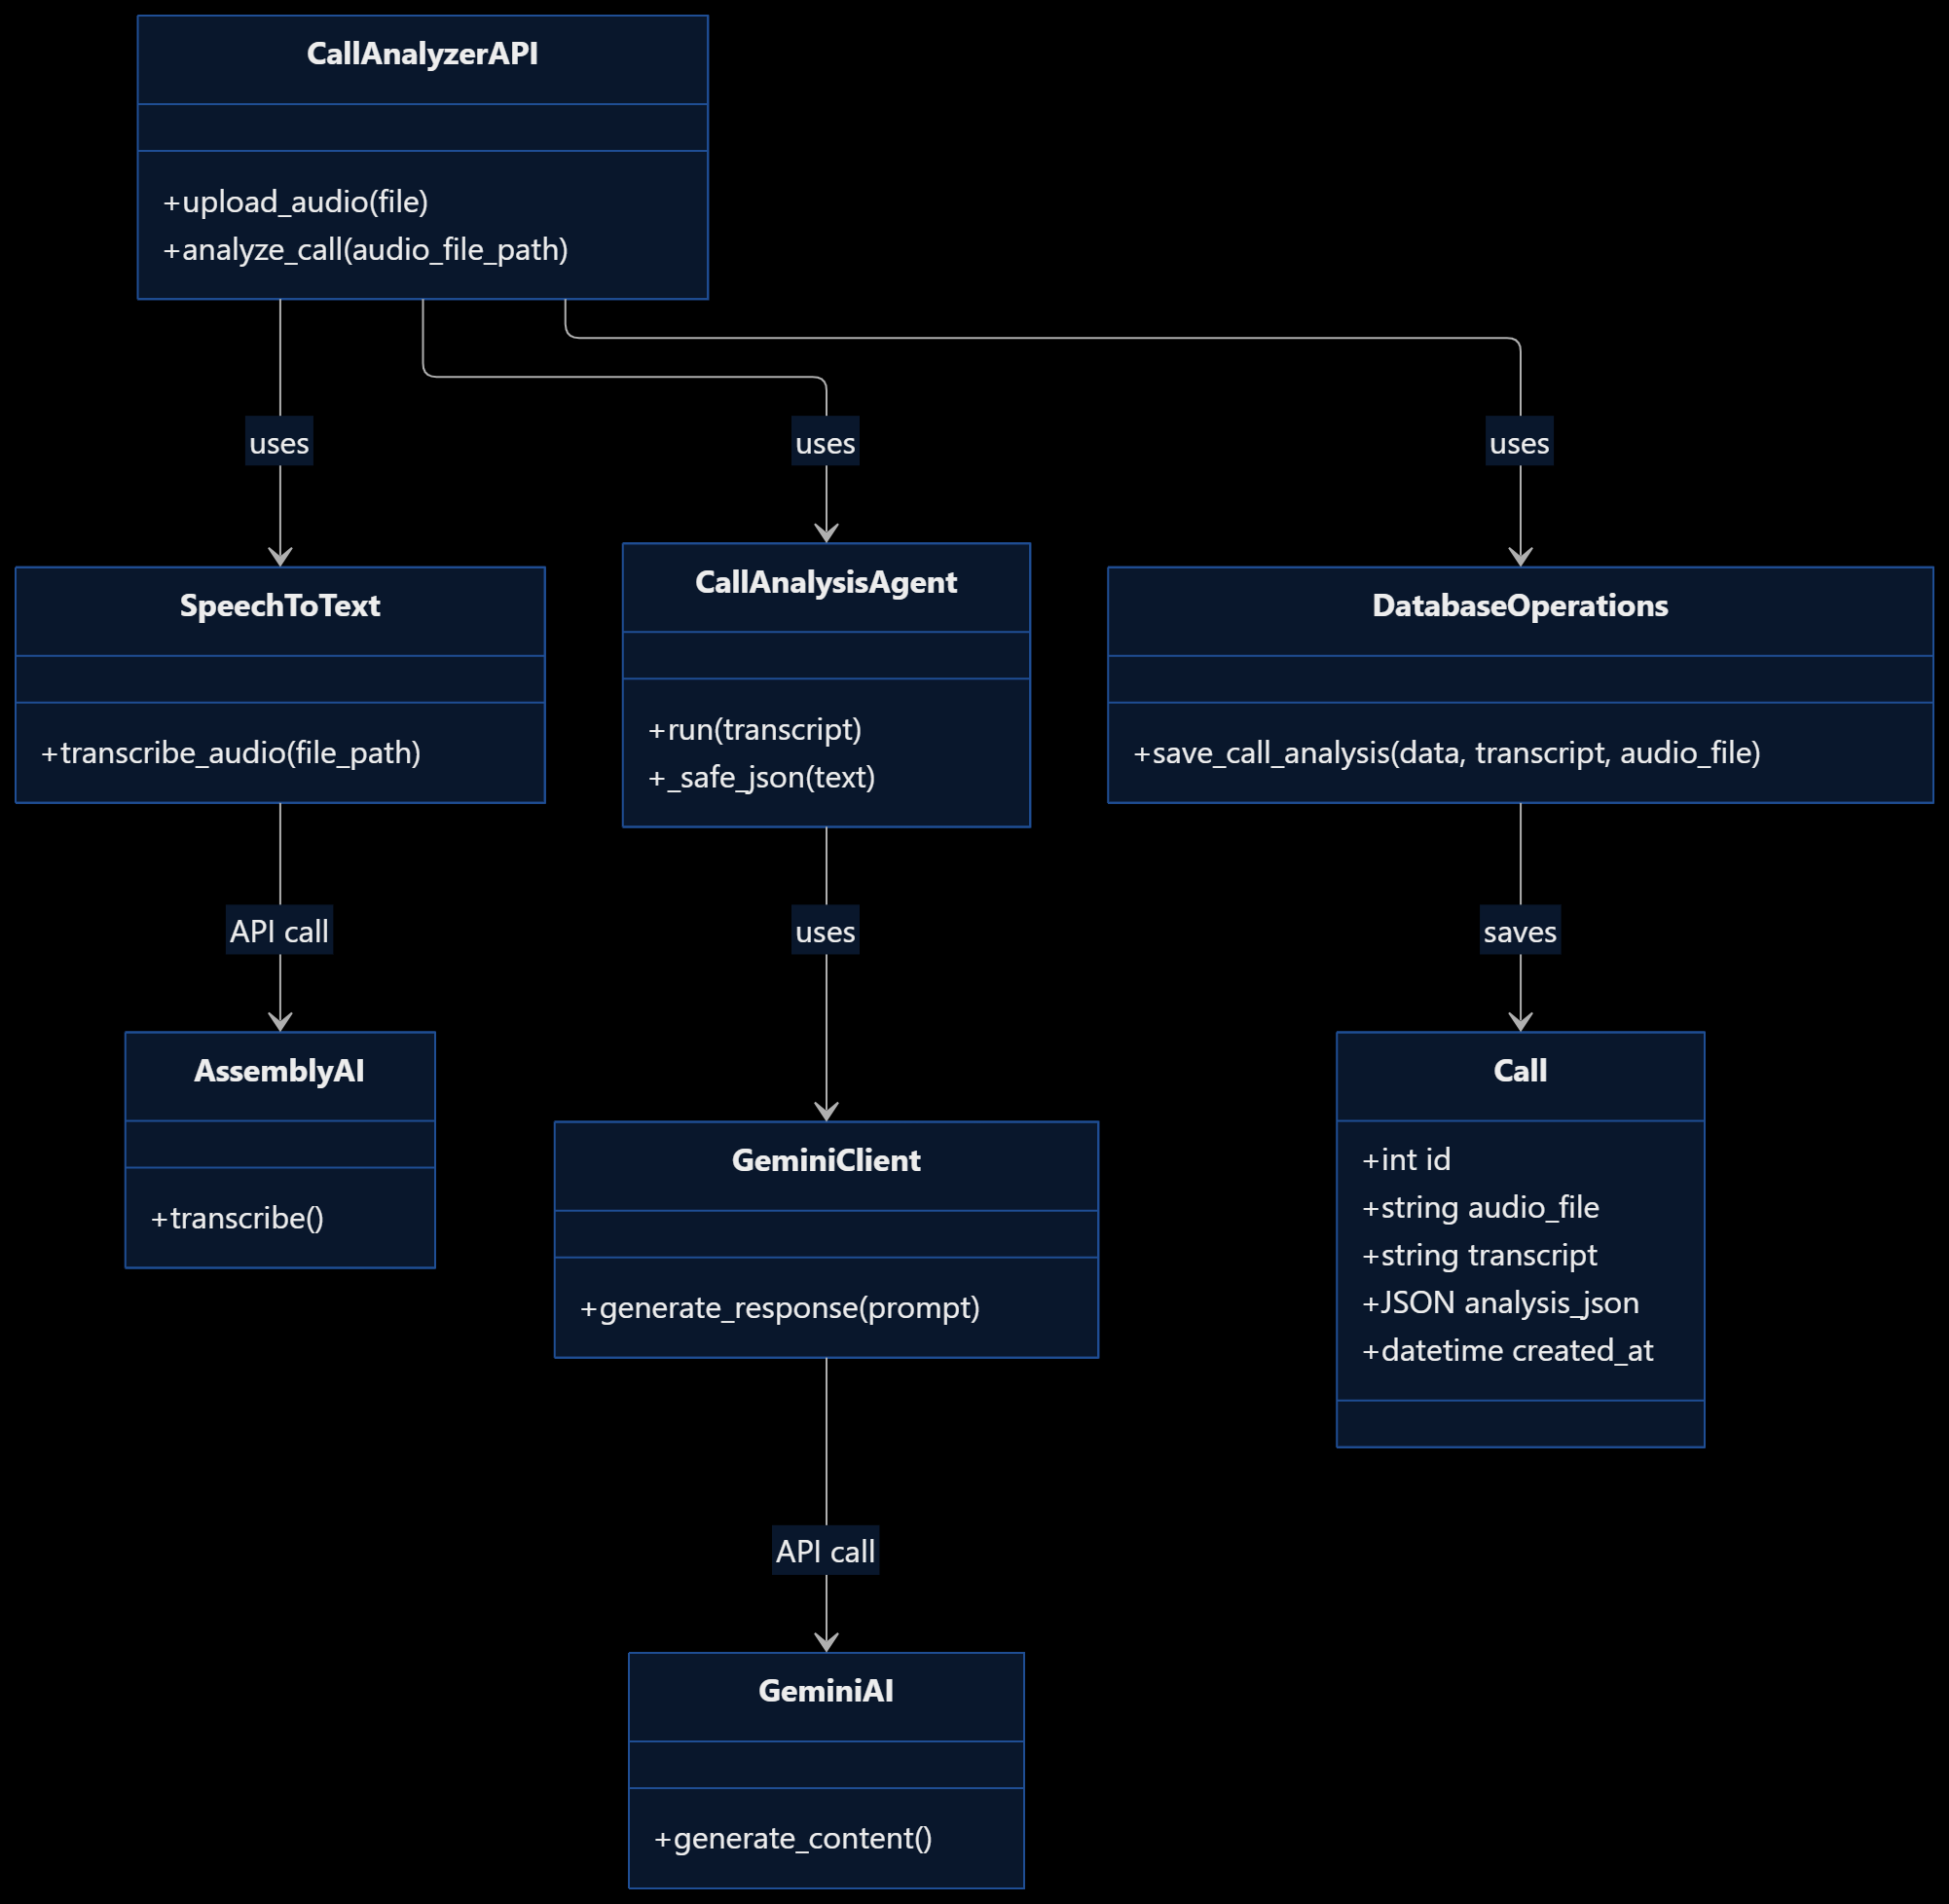 CallAnalyzerAPI
+upload_audio(file)
+analyze_call(audio_file_path)
uses
uses
uses
SpeechToText
+transcribe_audio(file_path)
CallAnalysisAgent
+run(transcript)
+_safe_json(text)
DatabaseOperations
+save_call_analysis(data, transcript, audio_file)
API call
uses
saves
AssemblyAI
+transcribe()
GeminiClient
+generate_response(prompt)
Call
+int id
+string audio_file
+string transcript
+JSON analysis_json
+datetime created_at
API call
GeminiAI
+generate_content()